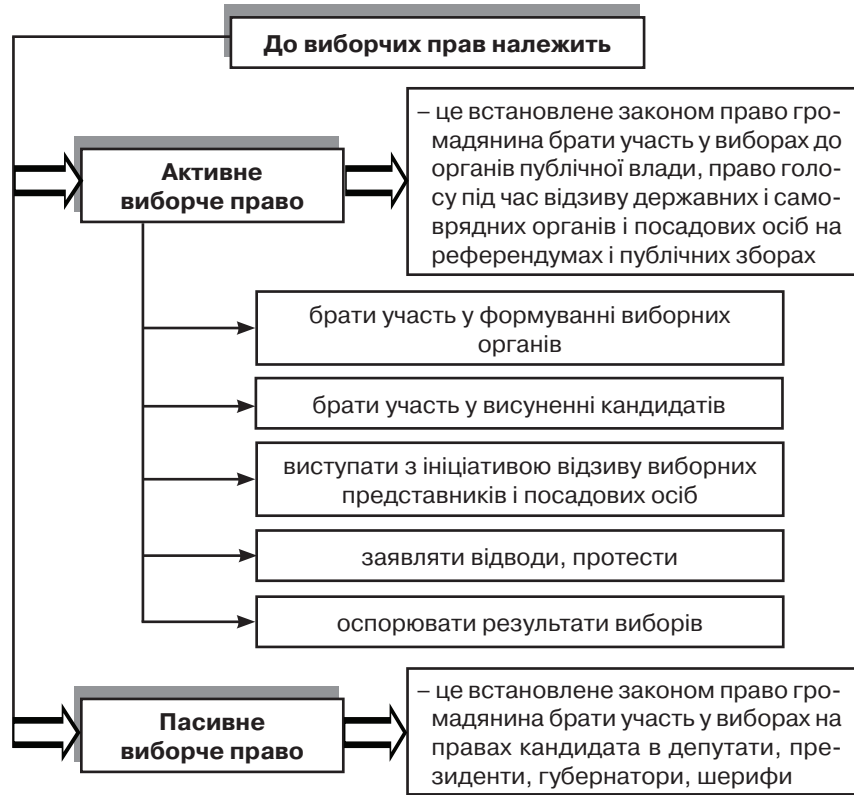 До виборчих прав належить
Активне
виборче право
– це встановлене законом право гро-
мадянина брати участь у виборах до
органів публічної влади, право голо-
су під час відзиву державних і само-
врядних органів і посадових осіб на
референдумах і публічних зборах
брати участь у формуванні виборних
органів
брати участь у висуненні кандидатів
виступати з ініціативою відзиву виборних
представників і посадових осіб
заявляти відводи, протести
оспорювати результати виборів
Пасивне
виборче право
– це встановлене законом право гро-
мадянина брати участь у виборах на
правах кандидата в депутати, пре-
зиденти, губернатори, шерифи